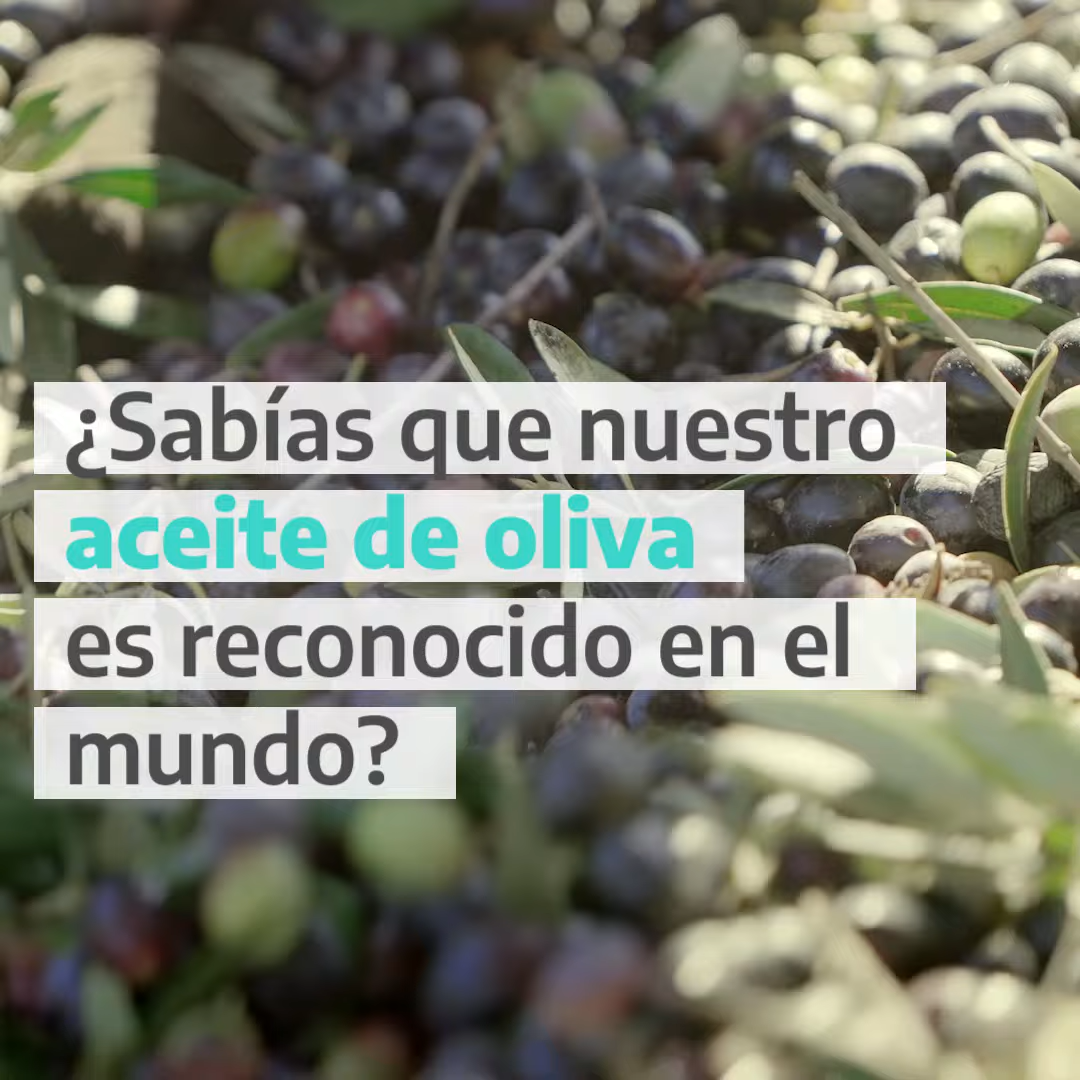 ¿Sabías que nuestro
aceite de oliva
es reconocido en el
mundo?